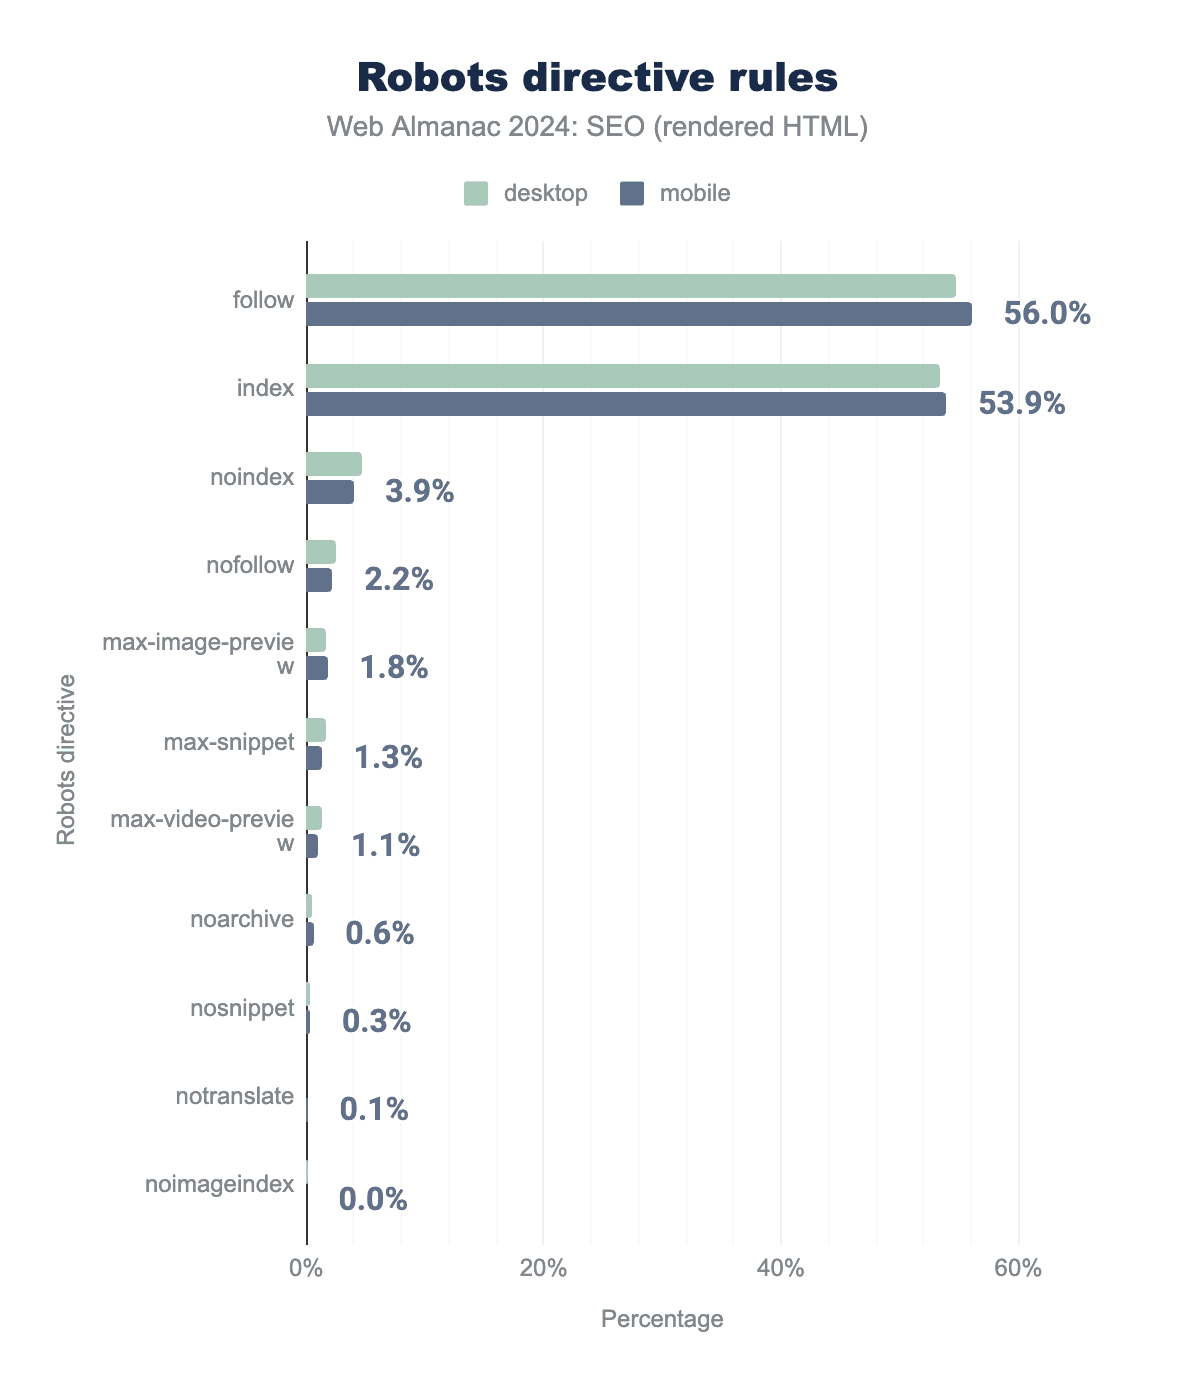 Robots directive rules
Web Almanac 2024: SEO (rendered HTML)
desktop
mobile
follow
56.0%
index
53.9%
noindex
3.9%
nofollow
2.2%
max-image-previe
w
1.8%
max-snippet
1.3%
max-video-previe
w
1.1%
noarchive
0.6%
nosnippet
0.3%
notranslate
0.1%
noimageindex
0.0%
Robots directive
0%
20%
40%
60%
Percentage